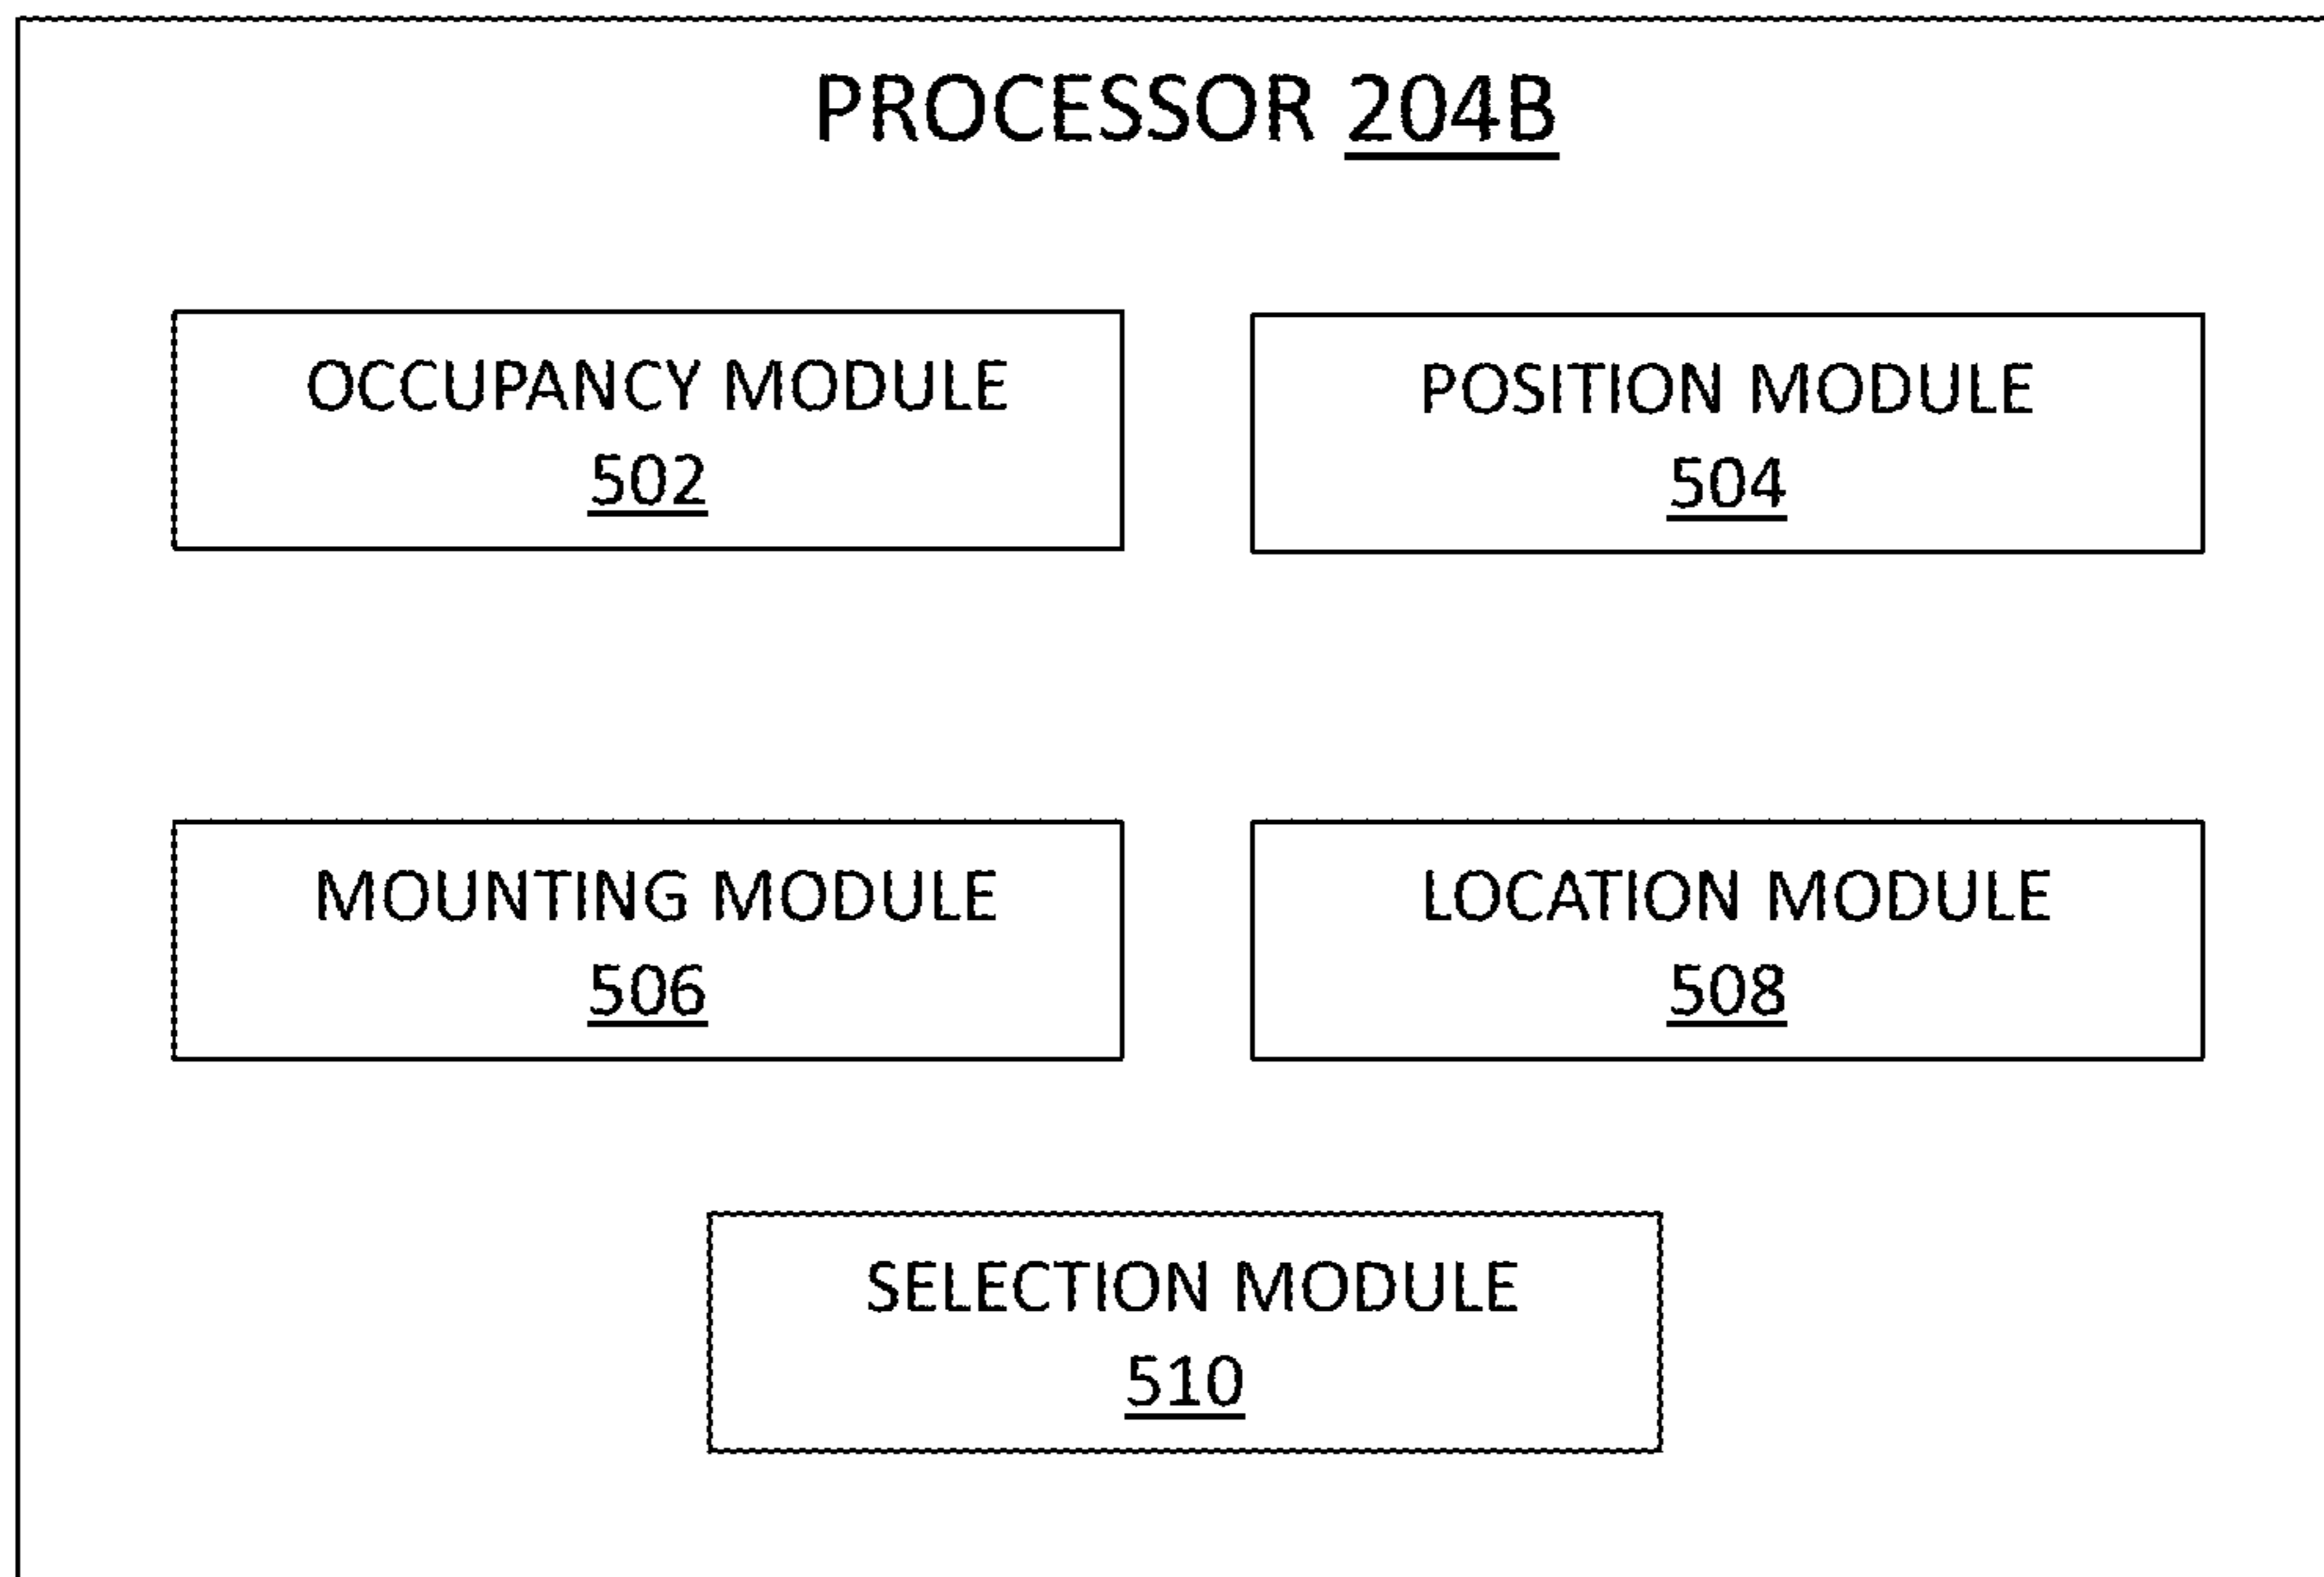 PROCESSOR 204B
OCCUPANCY MODULE
502
POSITION MODULE
504
MOUNTING MODULE
506
LOCATION MODULE
508
SELECTION MODULE
510